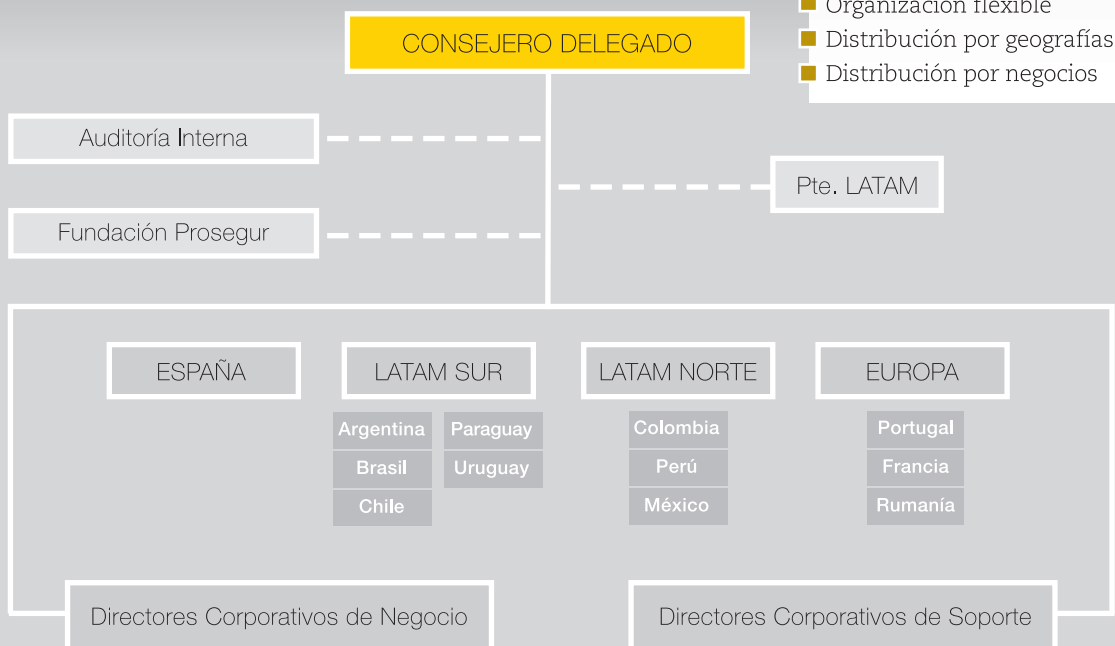 Organización flexible
CONSEJERO DELEGADO
Distribución por geografías
Distribución por negocios
Auditoría Interna
Pte. LATAM
Fundación Prosegur
ESPAÑA
LATAM SUR
LATAM NORTE
EUROPA
Argentina
Paraguay
Brasil
Uruguay
Chile
Colombia
Perú
México
Portugal
Francia
Rumanía
Directores Corporativos de Negocio
Directores Corporativos de Soporte